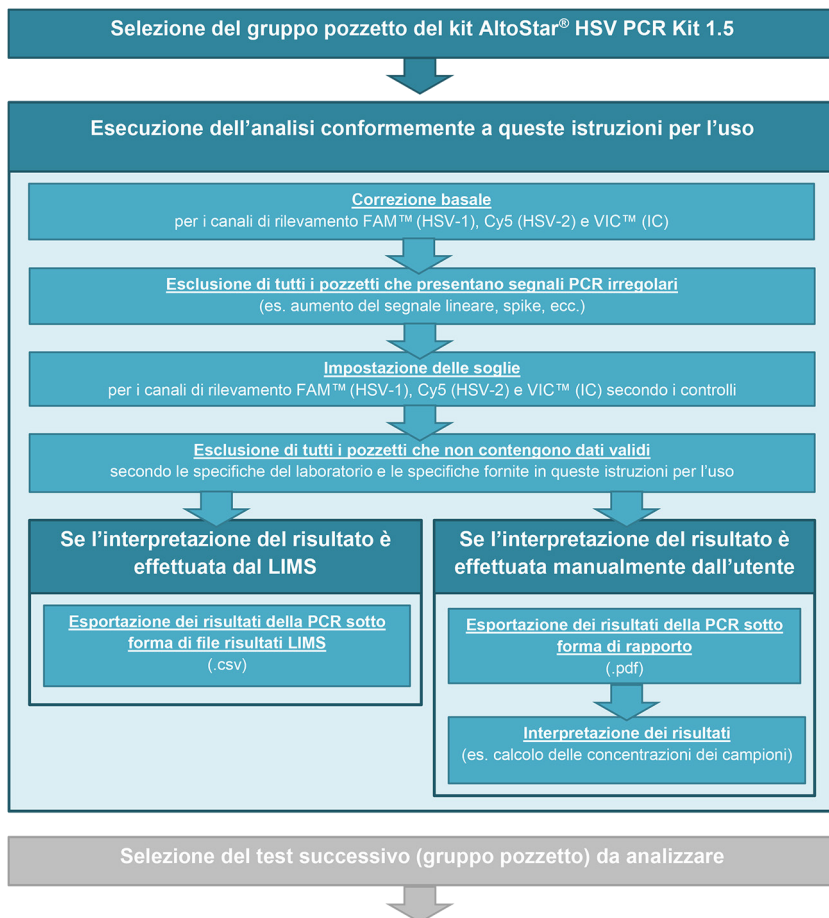 Selezione del gruppo pozzetto del kit AltoStar® HSV PCR Kit 1.5
Esecuzione dell’analisi conformemente a queste istruzioni per l’uso
Correzione basale
per i canali di rilevamento FAM™ (HSV-1), Cy5 (HSV-2) e VIC™ (IC)
Esclusione di tutti i pozzetti che presentano segnali PCR irregolari
(es. aumento del segnale lineare, spike, ecc.)
Impostazione delle soglie
per i canali di rilevamento FAM™ (HSV-1), Cy5 (HSV-2) e VIC™ (IC) secondo i controlli
Esclusione di tutti i pozzetti che non contengono dati validi
secondo le specifiche del laboratorio e le specifiche fornite in queste istruzioni per l’uso
Se l’interpretazione del risultato è
effettuata dal LIMS
Esportazione dei risultati della PCR sotto
forma di file risultati LIMS
(.csv)
Se l’interpretazione del risultato è
effettuata manualmente dall’utente
Esportazione dei risultati della PCR sotto
forma di rapporto
(.pdf)
Interpretazione dei risultati
(es. calcolo delle concentrazioni dei campioni)
Selezione del test successivo (gruppo pozzetto) da analizzare